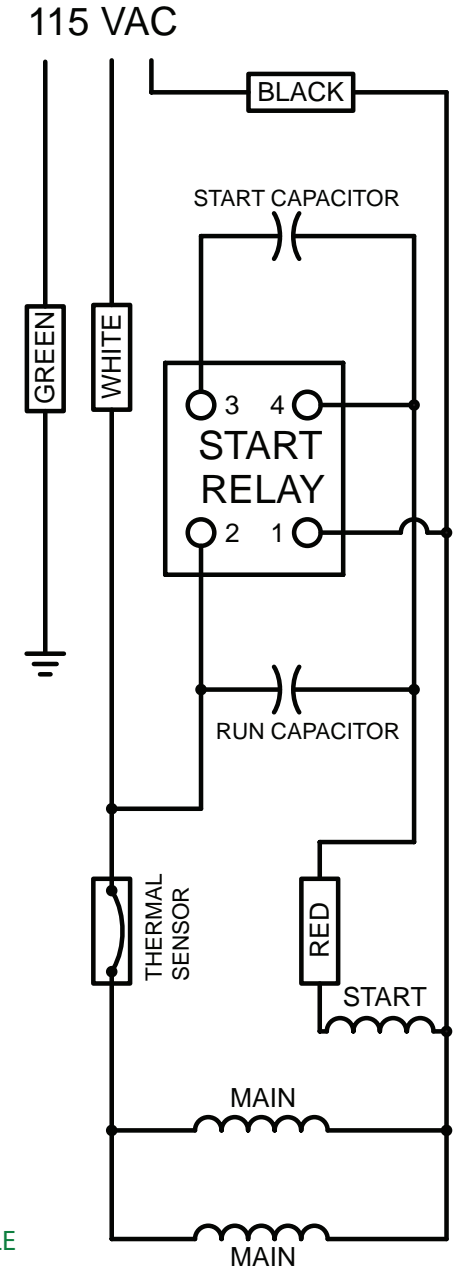 115 VAC
BLACK
START CAPACITOR
GREEN
WHITE
3 4
START
RELAY
2 1
RUN CAPACITOR
THERMAL
SENSOR
RED
START
MAIN
MAIN